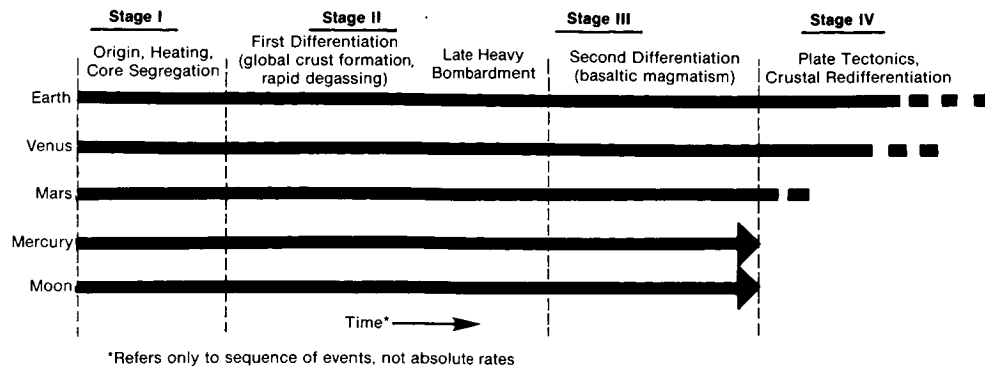 Stage I
Stage II
Stage III
Stage IV
Origin, Heating,
Core Segregation
First Differentiation
(global crust formation,
rapid degassing)
Late Heavy
Bombardment
Second Differentiation
(basaltic magmatism)
Plate Tectonics,
Crustal Redifferentiation
Earth
Venus
Mars
Mercury
Moon
Time*
*Refers only to sequence of events, not absolute rates